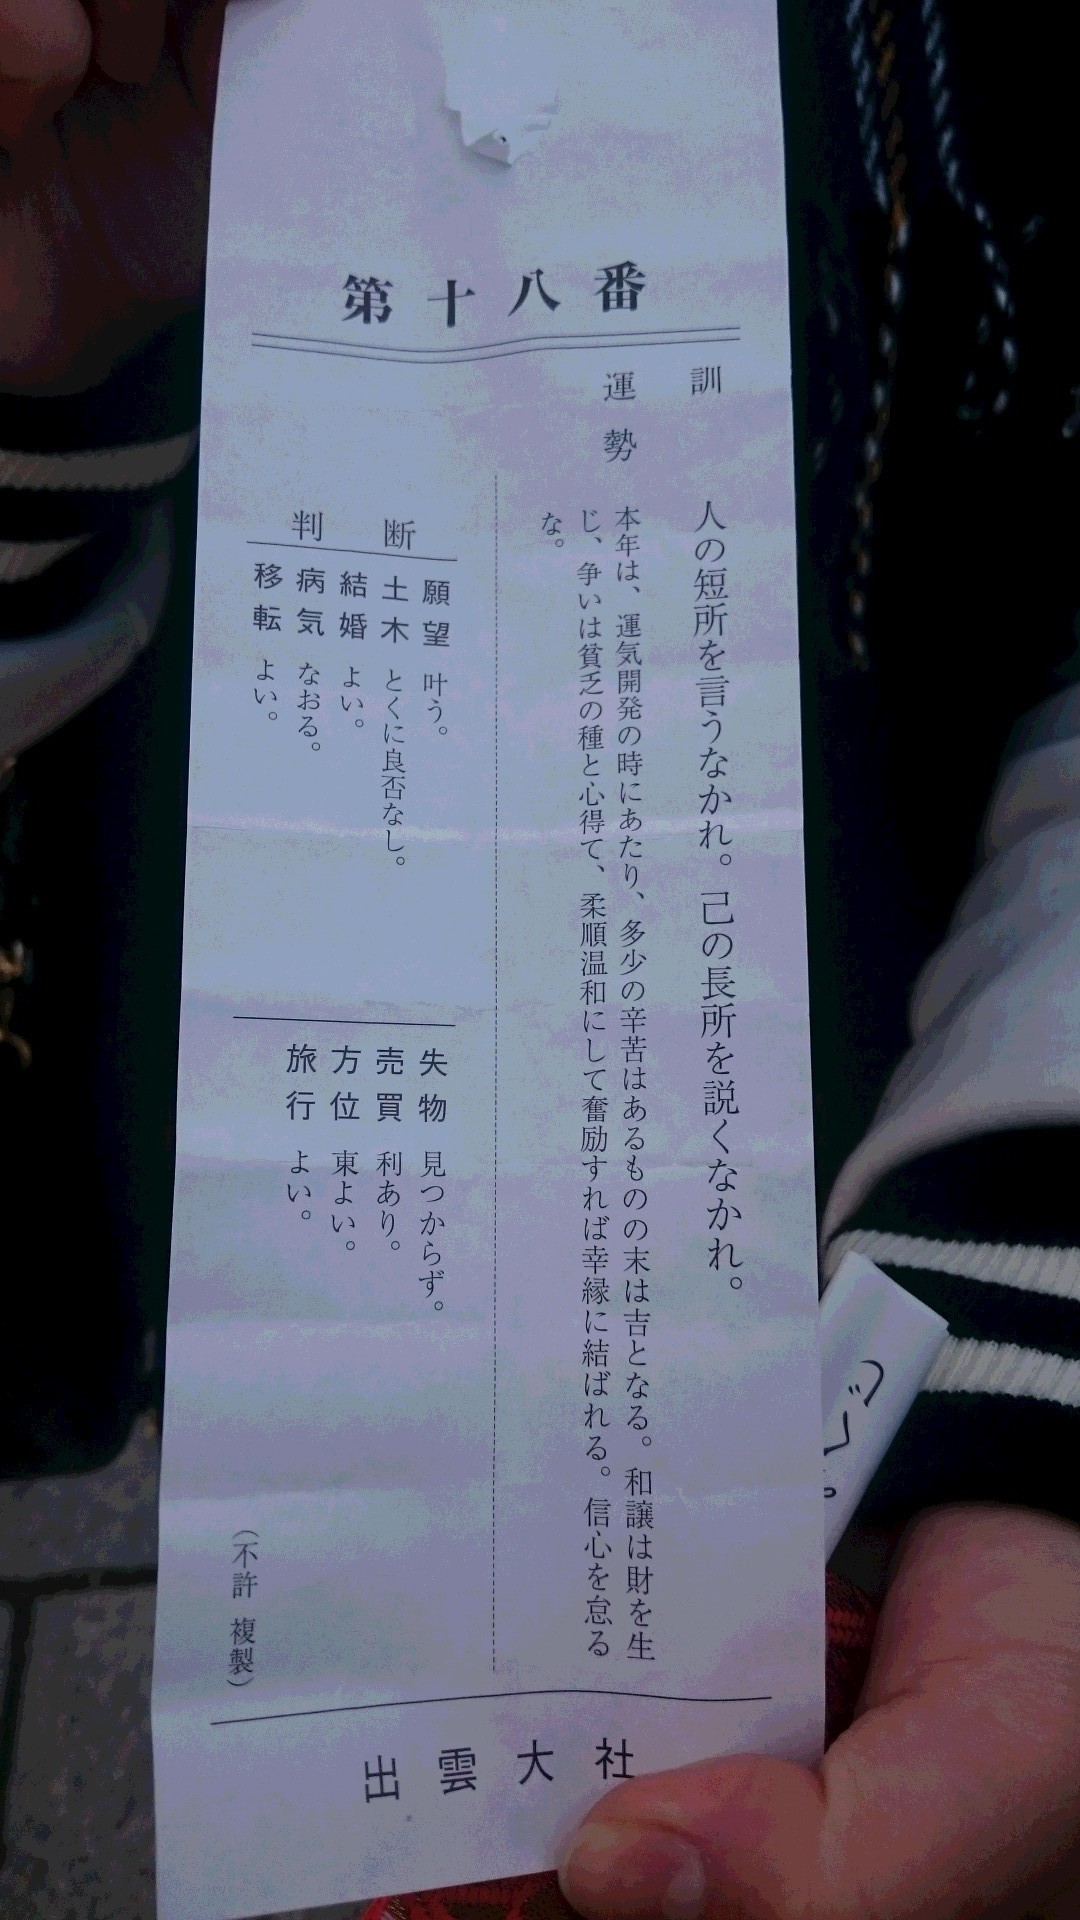 第十八番
訓
人の短所を言うなかれ。己の長所を説くなかれ。
運勢
本年は、運気開発の時にあたり、多少の辛苦はあるものの末は吉となる。和譲は財を生
じ、争いは貧乏の種と心得て、柔順温和にして奮励すれば幸縁に結ばれる。信心を怠る
な。
判断
願望 叶う。
土木 とくに良否なし。
結婚 よい。
病気 なおる。
移転 よい。
失物 見つからず。
売買 利あり。
方位 東よい。
旅行 よい。
(不許 複製)
出雲大社